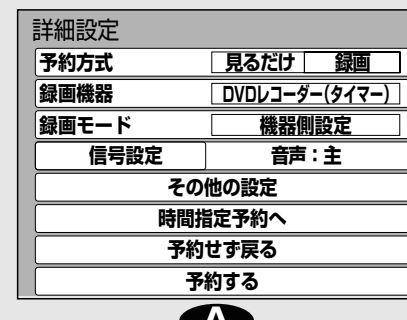 詳細設定
予約方式 見るだけ 録画
録画機器 DVDレコーダー(タイマー)
録画モード 機器側設定
信号設定 音声:主
その他の設定
時間指定予約へ
予約せず戻る
予約する